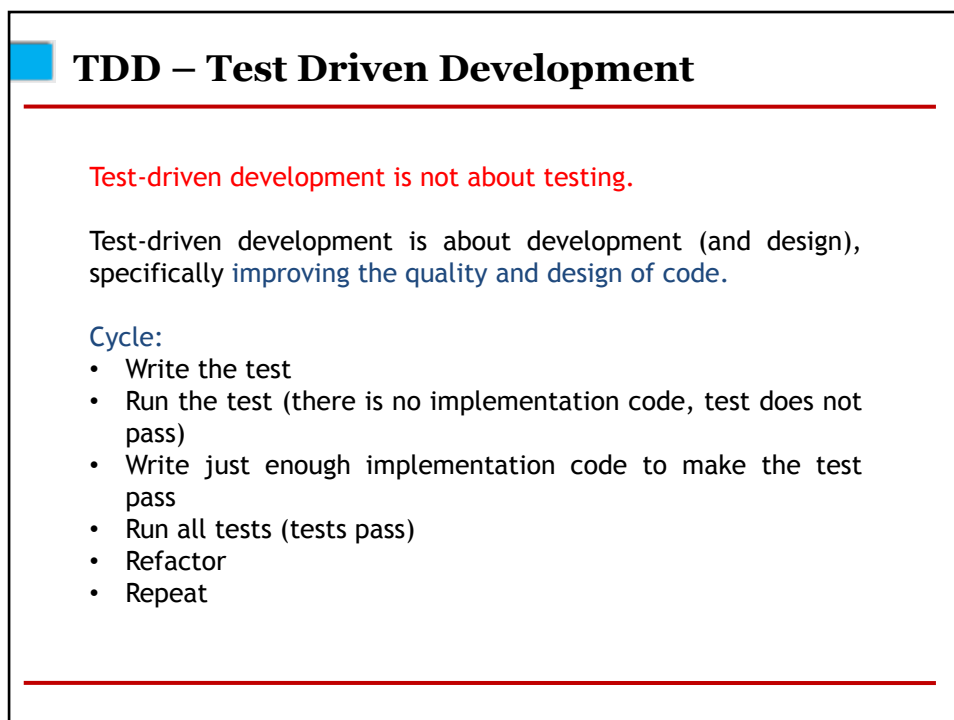 TDD – Test Driven Development
Test-driven development is not about testing.
Test-driven development is about development (and design),
specifically improving the quality and design of code.
Cycle:
• Write the test
• Run the test (there is no implementation code, test does not
pass)
• Write just enough implementation code to make the test
pass
• Run all tests (tests pass)
• Refactor
• Repeat